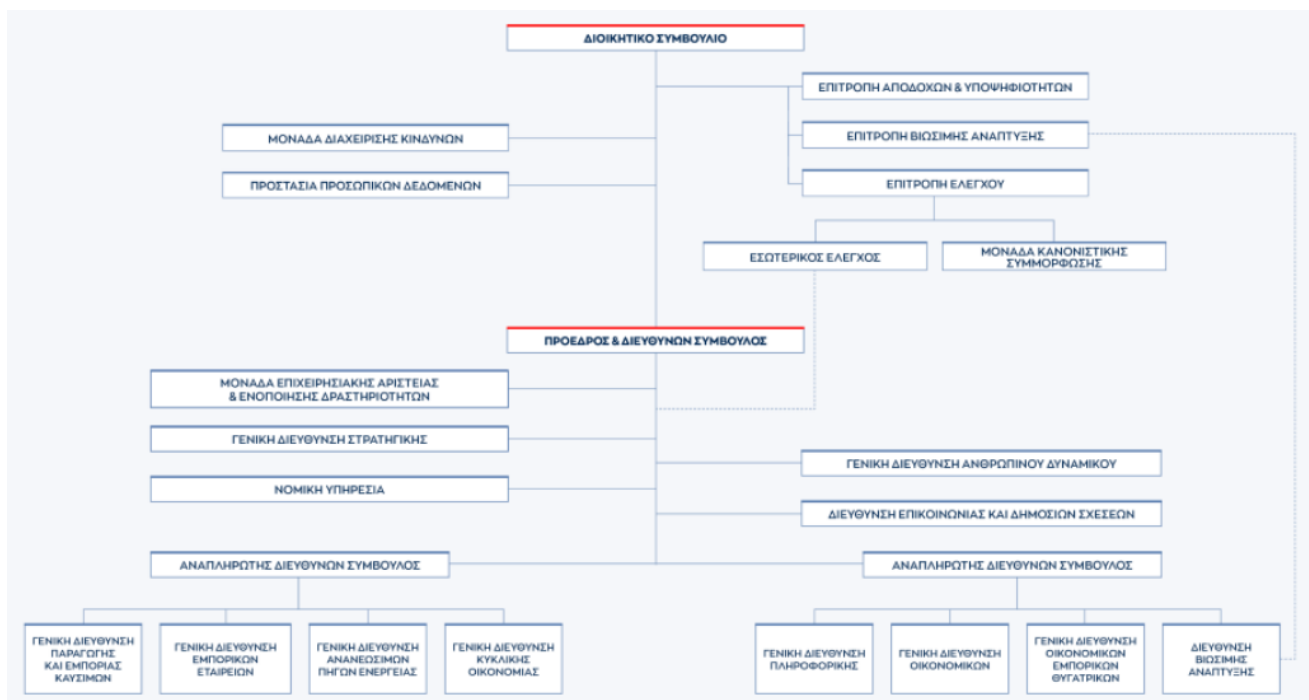 ΔΙΟΙΚΗΤΙΚΟ ΣΥΜΒΟΥΛΙΟ
ΕΠΙΤΡΟΠΗ ΑΠΟΔΟΧΩΝ & ΥΠΟΨΗΦΙΟΤΗΤΩΝ
ΜΟΝΑΔΑ ΔΙΑΧΕΙΡΙΣΗΣ ΚΙΝΔΥΝΩΝ
ΕΠΙΤΡΟΠΗ ΒΙΩΣΙΜΗΣ ΑΝΑΠΤΥΞΗΣ
ΠΡΟΣΤΑΣΙΑ ΠΡΟΣΩΠΙΚΩΝ ΔΕΔΟΜΕΝΩΝ
ΕΠΙΤΡΟΠΗ ΕΛΕΓΧΟΥ
ΕΣΩΤΕΡΙΚΟΣ ΕΛΕΓΧΟΣ
ΜΟΝΑΔΑ ΚΑΝΟΝΙΣΤΙΚΗΣ
ΣΥΜΜΟΡΦΩΣΗΣ
ΠΡΟΕΔΡΟΣ & ΔΙΕΥΘΥΝΩΝ ΣΥΜΒΟΥΛΟΣ
ΜΟΝΑΔΑ ΕΠΙΧΕΙΡΗΣΙΑΚΗΣ ΑΡΙΣΤΕΙΑΣ
& ΕΝΟΠΟΙΗΣΗΣ ΔΡΑΣΤΗΡΙΟΤΗΤΩΝ
ΓΕΝΙΚΗ ΔΙΕΥΘΥΝΣΗ ΣΤΡΑΤΗΓΙΚΗΣ
ΓΕΝΙΚΗ ΔΙΕΥΘΥΝΣΗ ΑΝΘΡΩΠΙΝΟΥ ΔΥΝΑΜΙΚΟΥ
ΝΟΜΙΚΗ ΥΠΗΡΕΣΙΑ
ΔΙΕΥΘΥΝΣΗ ΕΠΙΚΟΙΝΩΝΙΑΣ ΚΑΙ ΔΗΜΟΣΙΩΝ ΣΧΕΣΕΩΝ
ΑΝΑΠΛΗΡΩΤΗΣ ΔΙΕΥΘΥΝΩΝ ΣΥΜΒΟΥΛΟΣ
ΑΝΑΠΛΗΡΩΤΗΣ ΔΙΕΥΘΥΝΩΝ ΣΥΜΒΟΥΛΟΣ
ΓΕΝΙΚΗ ΔΙΕΥΘΥΝΣΗ
ΠΑΡΑΓΩΓΗΣ
ΚΑΙ ΕΜΠΟΡΙΑΣ
ΚΑΥΣΙΜΩΝ
ΓΕΝΙΚΗ ΔΙΕΥΘΥΝΣΗ
ΕΜΠΟΡΙΚΩΝ
ΕΤΑΙΡΕΙΩΝ
ΓΕΝΙΚΗ ΔΙΕΥΘΥΝΣΗ
ΑΝΑΝΕΩΣΙΜΩΝ
ΠΗΓΩΝ ΕΝΕΡΓΕΙΑΣ
ΓΕΝΙΚΗ ΔΙΕΥΘΥΝΣΗ
ΚΥΚΛΙΚΗΣ
ΟΙΚΟΝΟΜΙΑΣ
ΓΕΝΙΚΗ ΔΙΕΥΘΥΝΣΗ
ΠΛΗΡΟΦΟΡΙΚΗΣ
ΓΕΝΙΚΗ ΔΙΕΥΘΥΝΣΗ
ΟΙΚΟΝΟΜΙΚΩΝ
ΓΕΝΙΚΗ ΔΙΕΥΘΥΝΣΗ
ΟΙΚΟΝΟΜΙΚΩΝ
ΕΜΠΟΡΙΚΩΝ
ΘΥΓΑΤΡΙΚΩΝ
ΔΙΕΥΘΥΝΣΗ
ΒΙΩΣΙΜΗΣ
ΑΝΑΠΤΥΞΗΣ